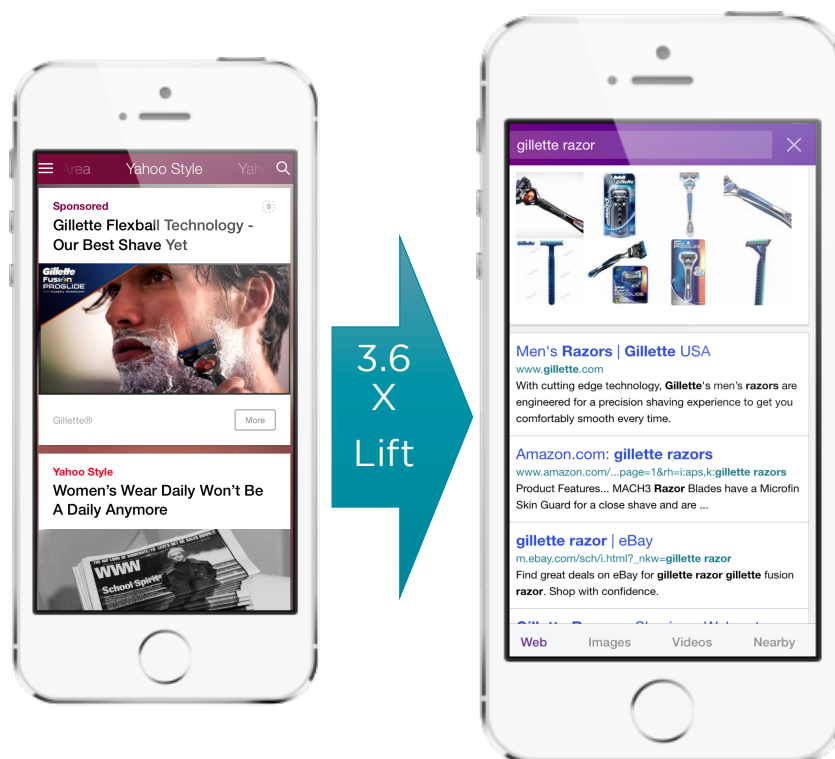 Area Yahoo Style Yah
Sponsored
Gillette Flexball Technology -
Our Best Shave Yet
Gillette
FUSION
PROGLIDE
WITH FLEXBALL TECHNOLOGY
Gillette®
More
Yahoo Style
Women's Wear Daily Won't Be
A Daily Anymore
WWW
School Spirit
3.6
X
Lift
gillette razor
Men's Razors | Gillette USA
www.gillette.com
With cutting edge technology, Gillette's men's razors are
engineered for a precision shaving experience to get you
comfortably smooth every time.
Amazon.com: gillette razors
www.amazon.com/...page=1&rh=i:aps,k:gillette razors
Product Features... MACH3 Razor Blades have a Microfin
Skin Guard for a close shave and are ...
gillette razor | eBay
m.ebay.com/sch/i.html?_nkw=gillette razor
Find great deals on eBay for gillette razor gillette fusion
razor. Shop with confidence.
Web Images Videos Nearby